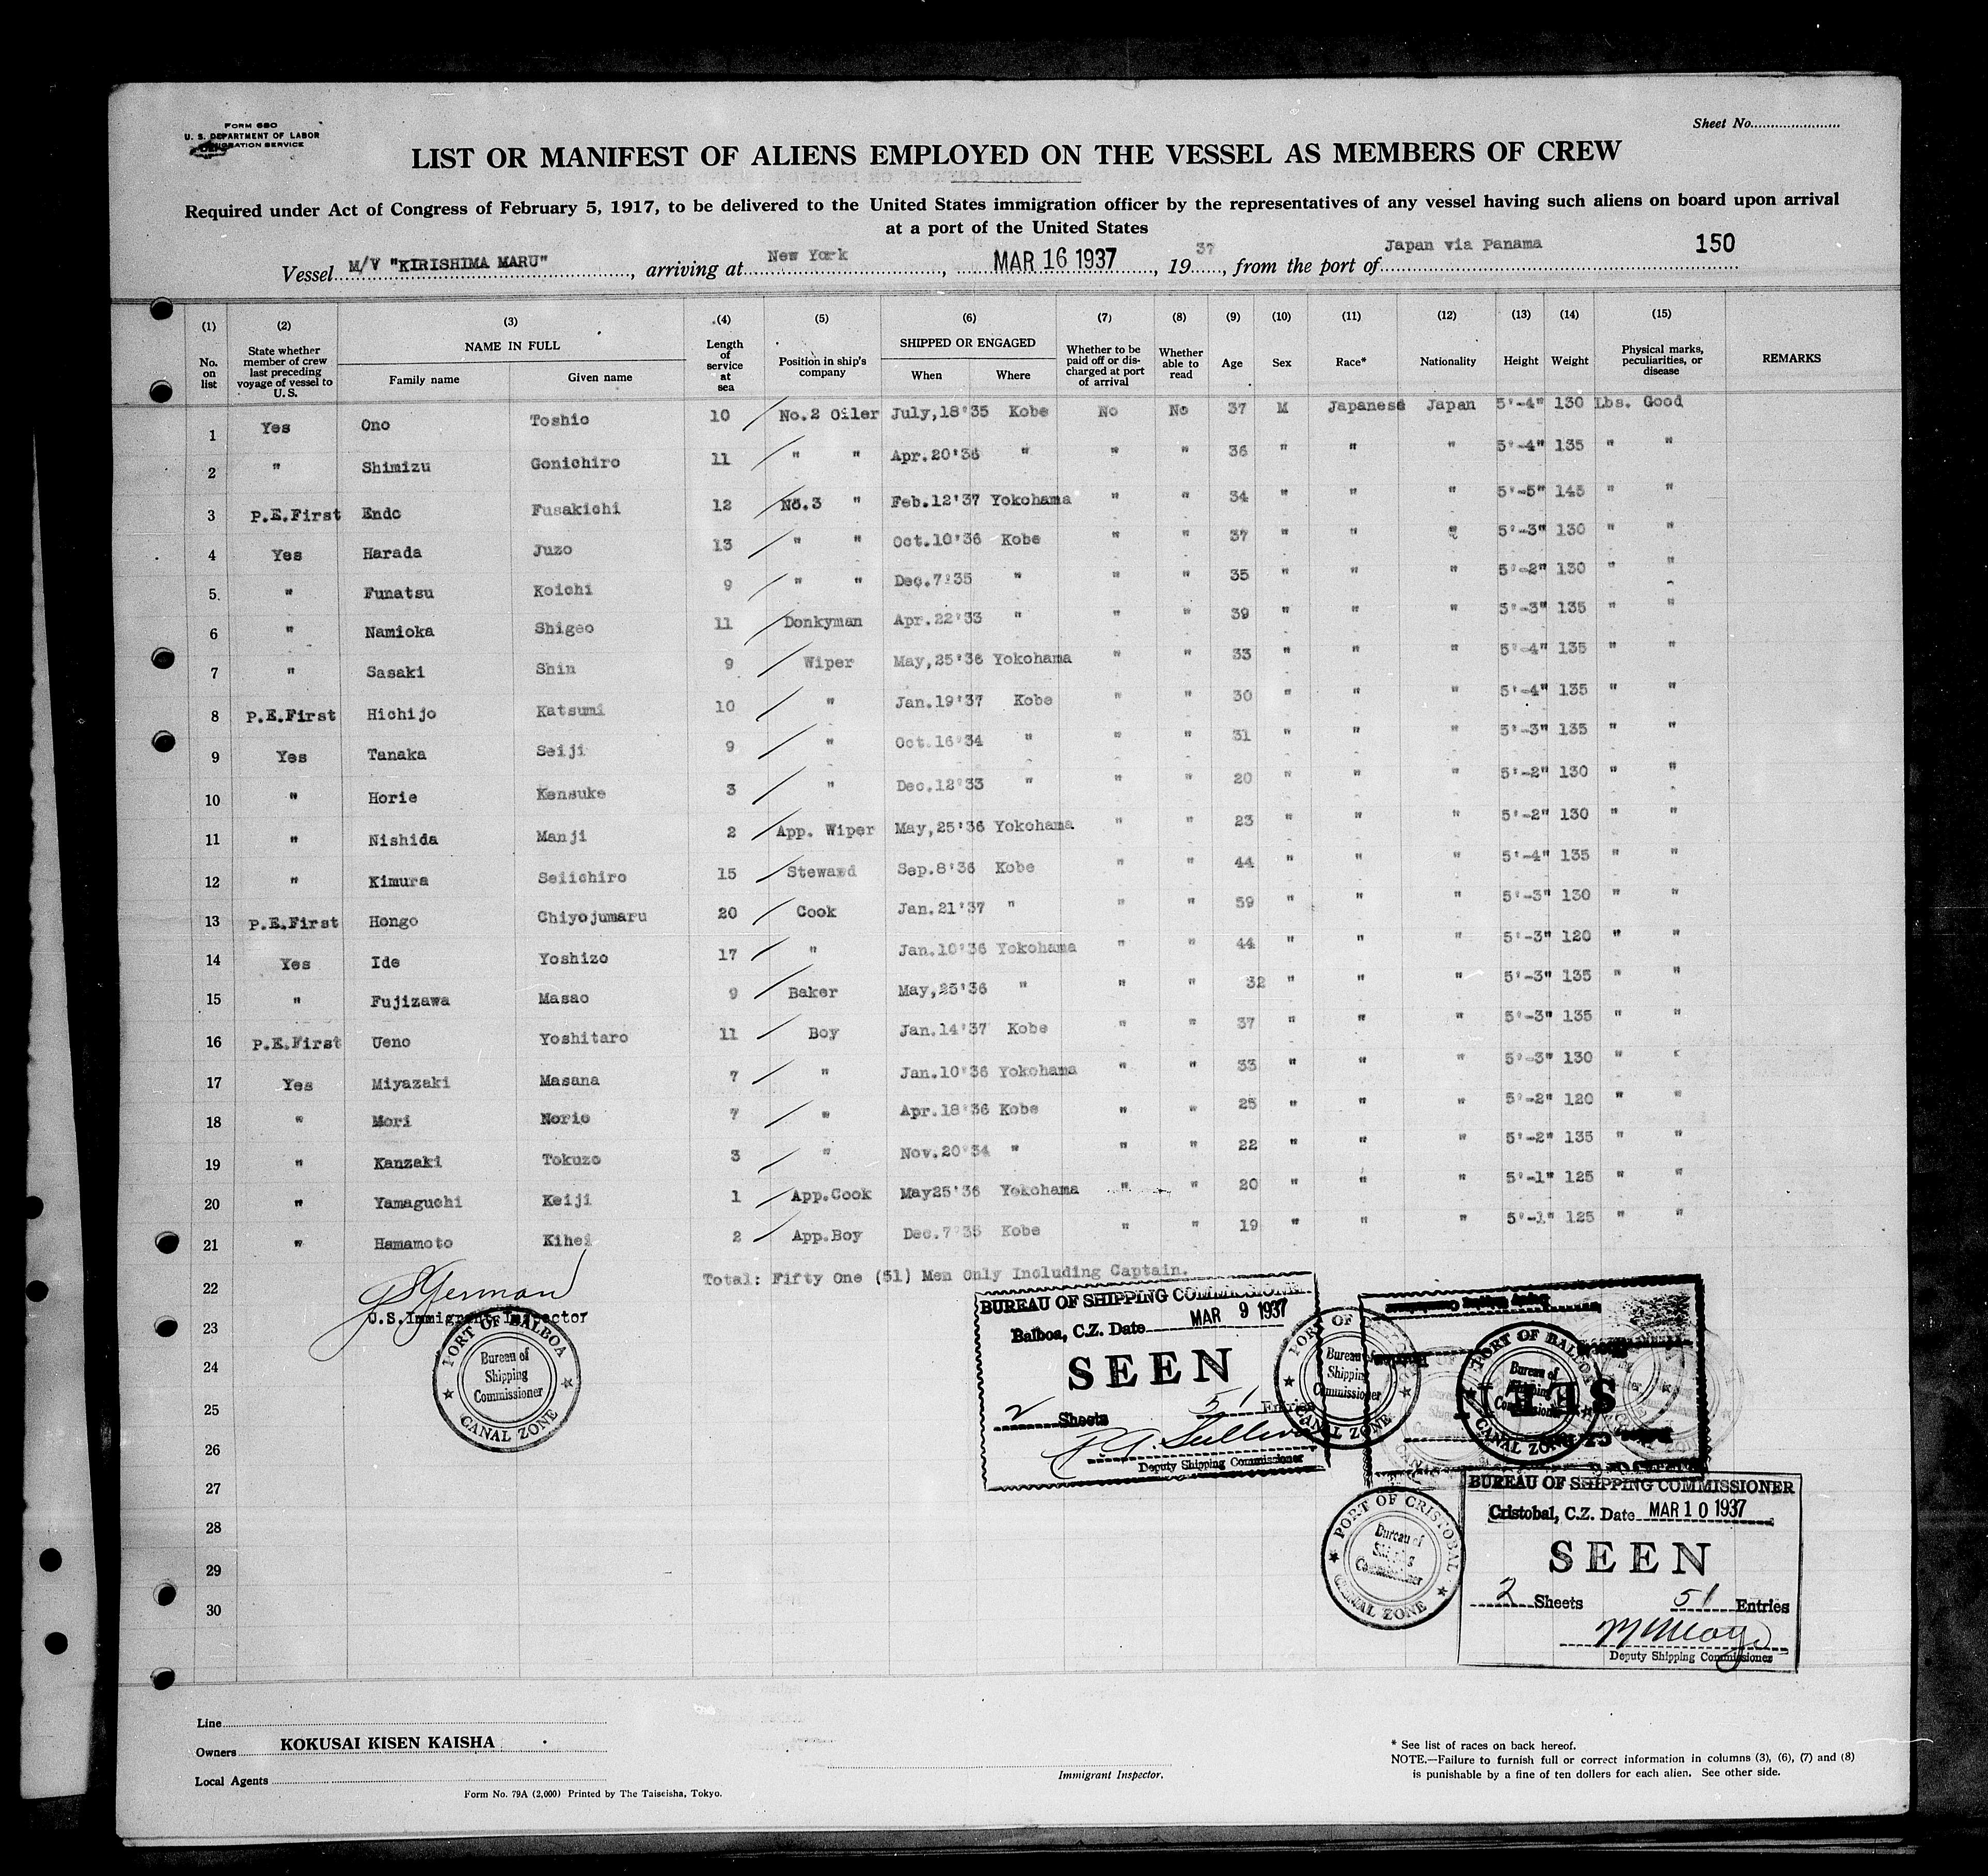 FORM 680
U. S. DEPARTMENT OF LABOR
IMMIGRATION SERVICE
Sheet No.
LIST OR MANIFEST OF ALIENS EMPLOYED ON THE VESSEL AS MEMBERS OF CREW
Required under Act of Congress of February 5, 1917, to be delivered to the United States immigration officer by the representatives of any vessel having such aliens on board upon arrival
at a port of the United States
Vessel M/V "KIRISHIMA MARU", arriving at New York, MAR 16 1937, 1937, from the port of Japan via Panama 150
(1) (2) (3) (4) (5) (6) (7) (8) (9) (10) (11) (12) (13) (14) (15)
No. on list
State whether member of crew last preceding voyage of vessel to U.S.
NAME IN FULL
Family name Given name
Length of service at sea
Position in ship's company
SHIPPED OR ENGAGED
When Where
Whether to be paid off or discharged at port of arrival
Whether able to read
Age Sex Race* Nationality Height Weight
Physical marks, peculiarities, or disease
REMARKS
1 Yes Ono Toshio 10 No.2 Oiler July,18'35 Kobe No No 37 M Japanese Japan 5'-4" 130 Lbs. Good
2 " Shimizu Gonichiro 11 " " Apr.20'36 " " " 36 " " " 5'-4" 135 " "
3 P.E.First Endo Fusakichi 12 No.3 " Feb.12'37 Yokohama " " 34 " " " 5'-5" 145 " "
4 Yes Harada Juzo 13 " " Oct.10'36 Kobe " " 37 " " " 5'-3" 130 " "
5 " Funatsu Koichi 9 " " Dec.7'35 " " " 35 " " " 5'-2" 130 " "
6 " Namioka Shigeo 11 Donkyman Apr.22'33 " " " 39 " " " 5'-3" 135 " "
7 " Sasaki Shin 9 Wiper May,25'36 Yokohama " " 33 " " " 5'-4" 135 " "
8 P.E.First Hichijo Katsumi 10 " Jan.19'37 Kobe " " 30 " " " 5'-4" 135 " "
9 Yes Tanaka Seiji 9 " Oct.16'34 " " " 31 " " " 5'-3" 135 " "
10 " Horie Kensuke 3 " Dec.12'33 " " " 20 " " " 5'-2" 130 " "
11 " Nishida Manji 2 App. Wiper May,25'36 Yokohama " " 23 " " " 5'-2" 130 " "
12 " Kimura Seiichiro 15 Steward Sep.8'36 Kobe " " 44 " " " 5'-4" 135 " "
13 P.E.First Hongo Chiyojumaru 20 Cook Jan.21'37 " " " 59 " " " 5'-3" 130 " "
14 Yes Ide Yoshizo 17 " Jan.10'36 Yokohama " " 44 " " " 5'-3" 120 " "
15 " Fujizawa Masao 9 Baker May,25'36 " " " 32 " " " 5'-3" 135 " "
16 P.E.First Ueno Yoshitaro 11 Boy Jan.14'37 Kobe " " 37 " " " 5'-3" 135 " "
17 Yes Miyazaki Masana 7 " Jan.10'36 Yokohama " " 33 " " " 5'-3" 130 " "
18 " Mori Norio 7 " Apr.18'36 Kobe " " 25 " " " 5'-2" 120 " "
19 " Kanzaki Tokuzo 3 " Nov.20'34 " " " 22 " " " 5'-2" 135 " "
20 " Yamaguchi Keiji 1 App.Cook May25'36 Yokohama " " 20 " " " 5'-1" 125 " "
21 " Hamamoto Kihei 2 App.Boy Dec.7'35 Kobe " " 19 " " " 5'-1" 125 " "
22 Total: Fifty One (51) Men Only Including Captain.
23
24
25
26
27
28
29
30
U.S.Immigrant Inspector
PORT OF BALBOA
Bureau of
Shipping
Commissioner
CANAL ZONE
BUREAU OF SHIPPING COMMISSIONER
Balboa, C.Z. Date MAR 9 1937
SEEN
2 Sheets 51 Entries
Sullivan
Deputy Shipping Commissioner
PORT OF
Bureau of
Shipping
Commissioner
CANAL ZONE
PORT OF BALBOA
Bureau of
Shipping
Commissioner
CANAL ZONE
PORT OF CRISTOBAL
Bureau of
Shipping
Commissioner
CANAL ZONE
BUREAU OF SHIPPING COMMISSIONER
Cristobal, C.Z. Date MAR 10 1937
SEEN
2 Sheets 51 Entries
Deputy Shipping Commissioner
Line
Owners KOKUSAI KISEN KAISHA
Local Agents
Form No. 79A (2,000) Printed by The Taiseisha, Tokyo.
Immigrant Inspector.
* See list of races on back hereof.
NOTE.—Failure to furnish full or correct information in columns (3), (6), (7) and (8)
is punishable by a fine of ten dollars for each alien. See other side.